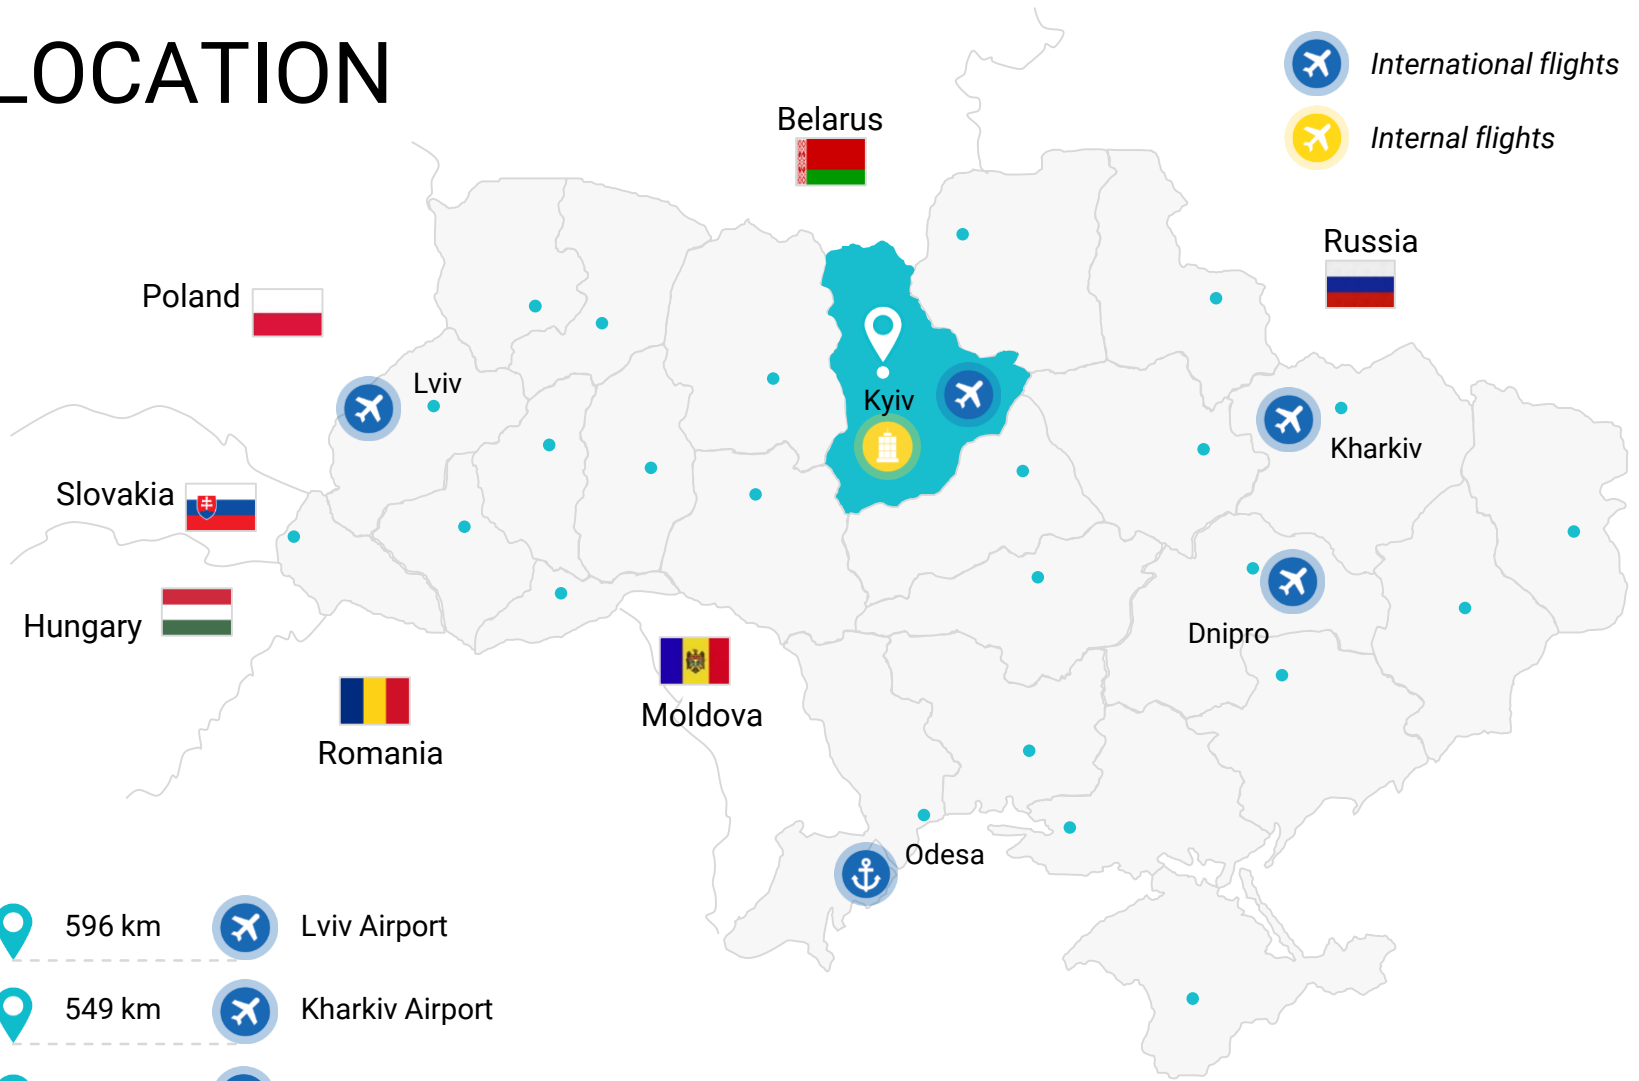 LOCATION
International flights
Internal flights
Belarus
Russia
Poland
Lviv
Kyiv
Kharkiv
Slovakia
Hungary
Dnipro
Moldova
Romania
Odesa
596 km Lviv Airport
549 km Kharkiv Airport